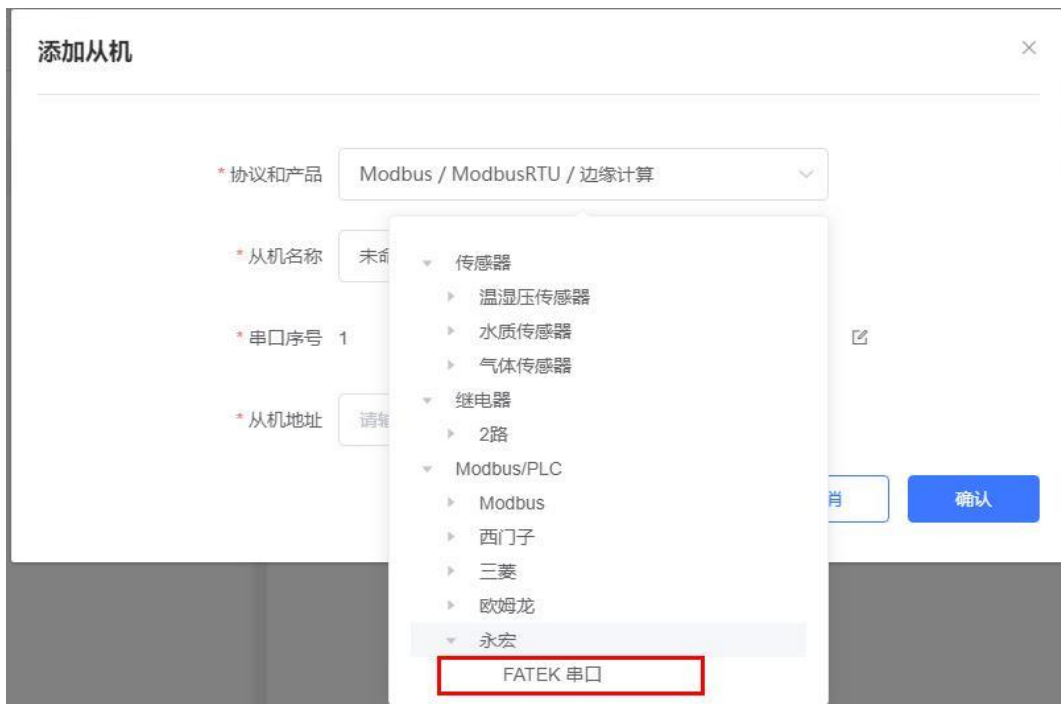 添加从机
* 协议和产品 Modbus / ModbusRTU / 边缘计算
* 从机名称 未命
传感器
温湿压传感器
* 串口序号 1
水质传感器
气体传感器
继电器
* 从机地址 请输
2路
Modbus/PLC
Modbus
消 确认
西门子
三菱
欧姆龙
永宏
FATEK 串口